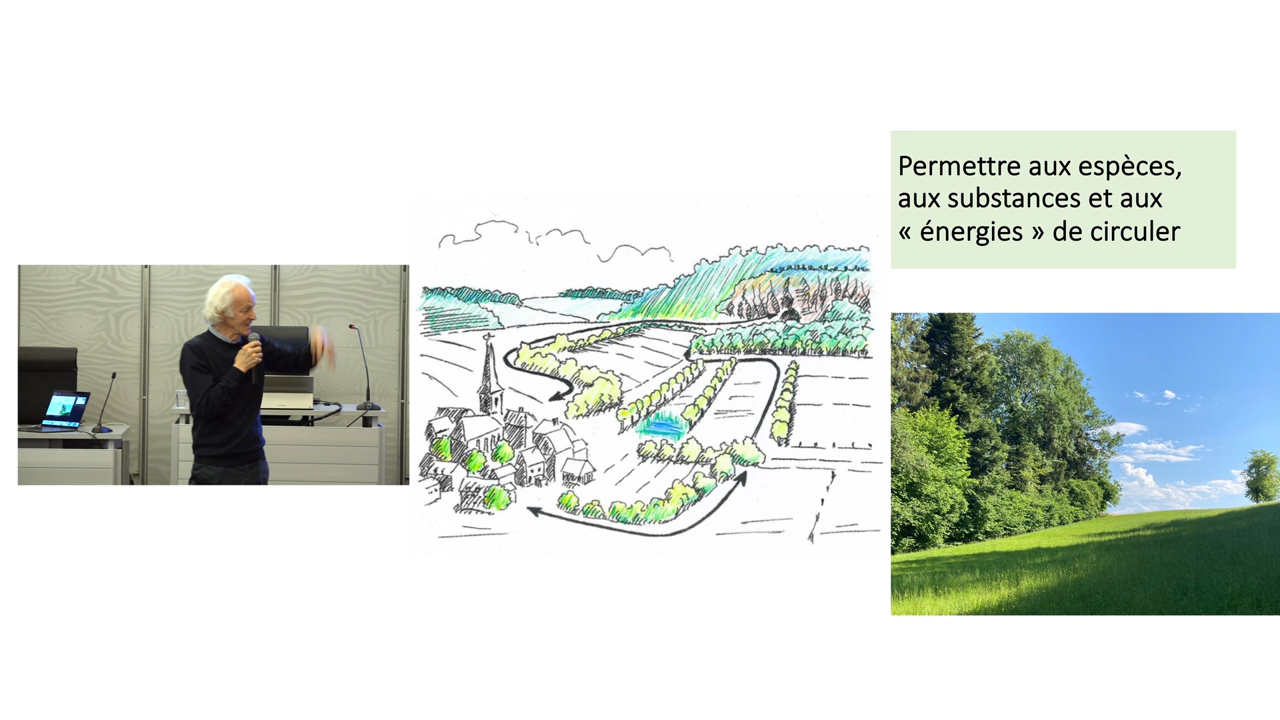 Permettre aux espèces,
aux substances et aux
« énergies » de circuler